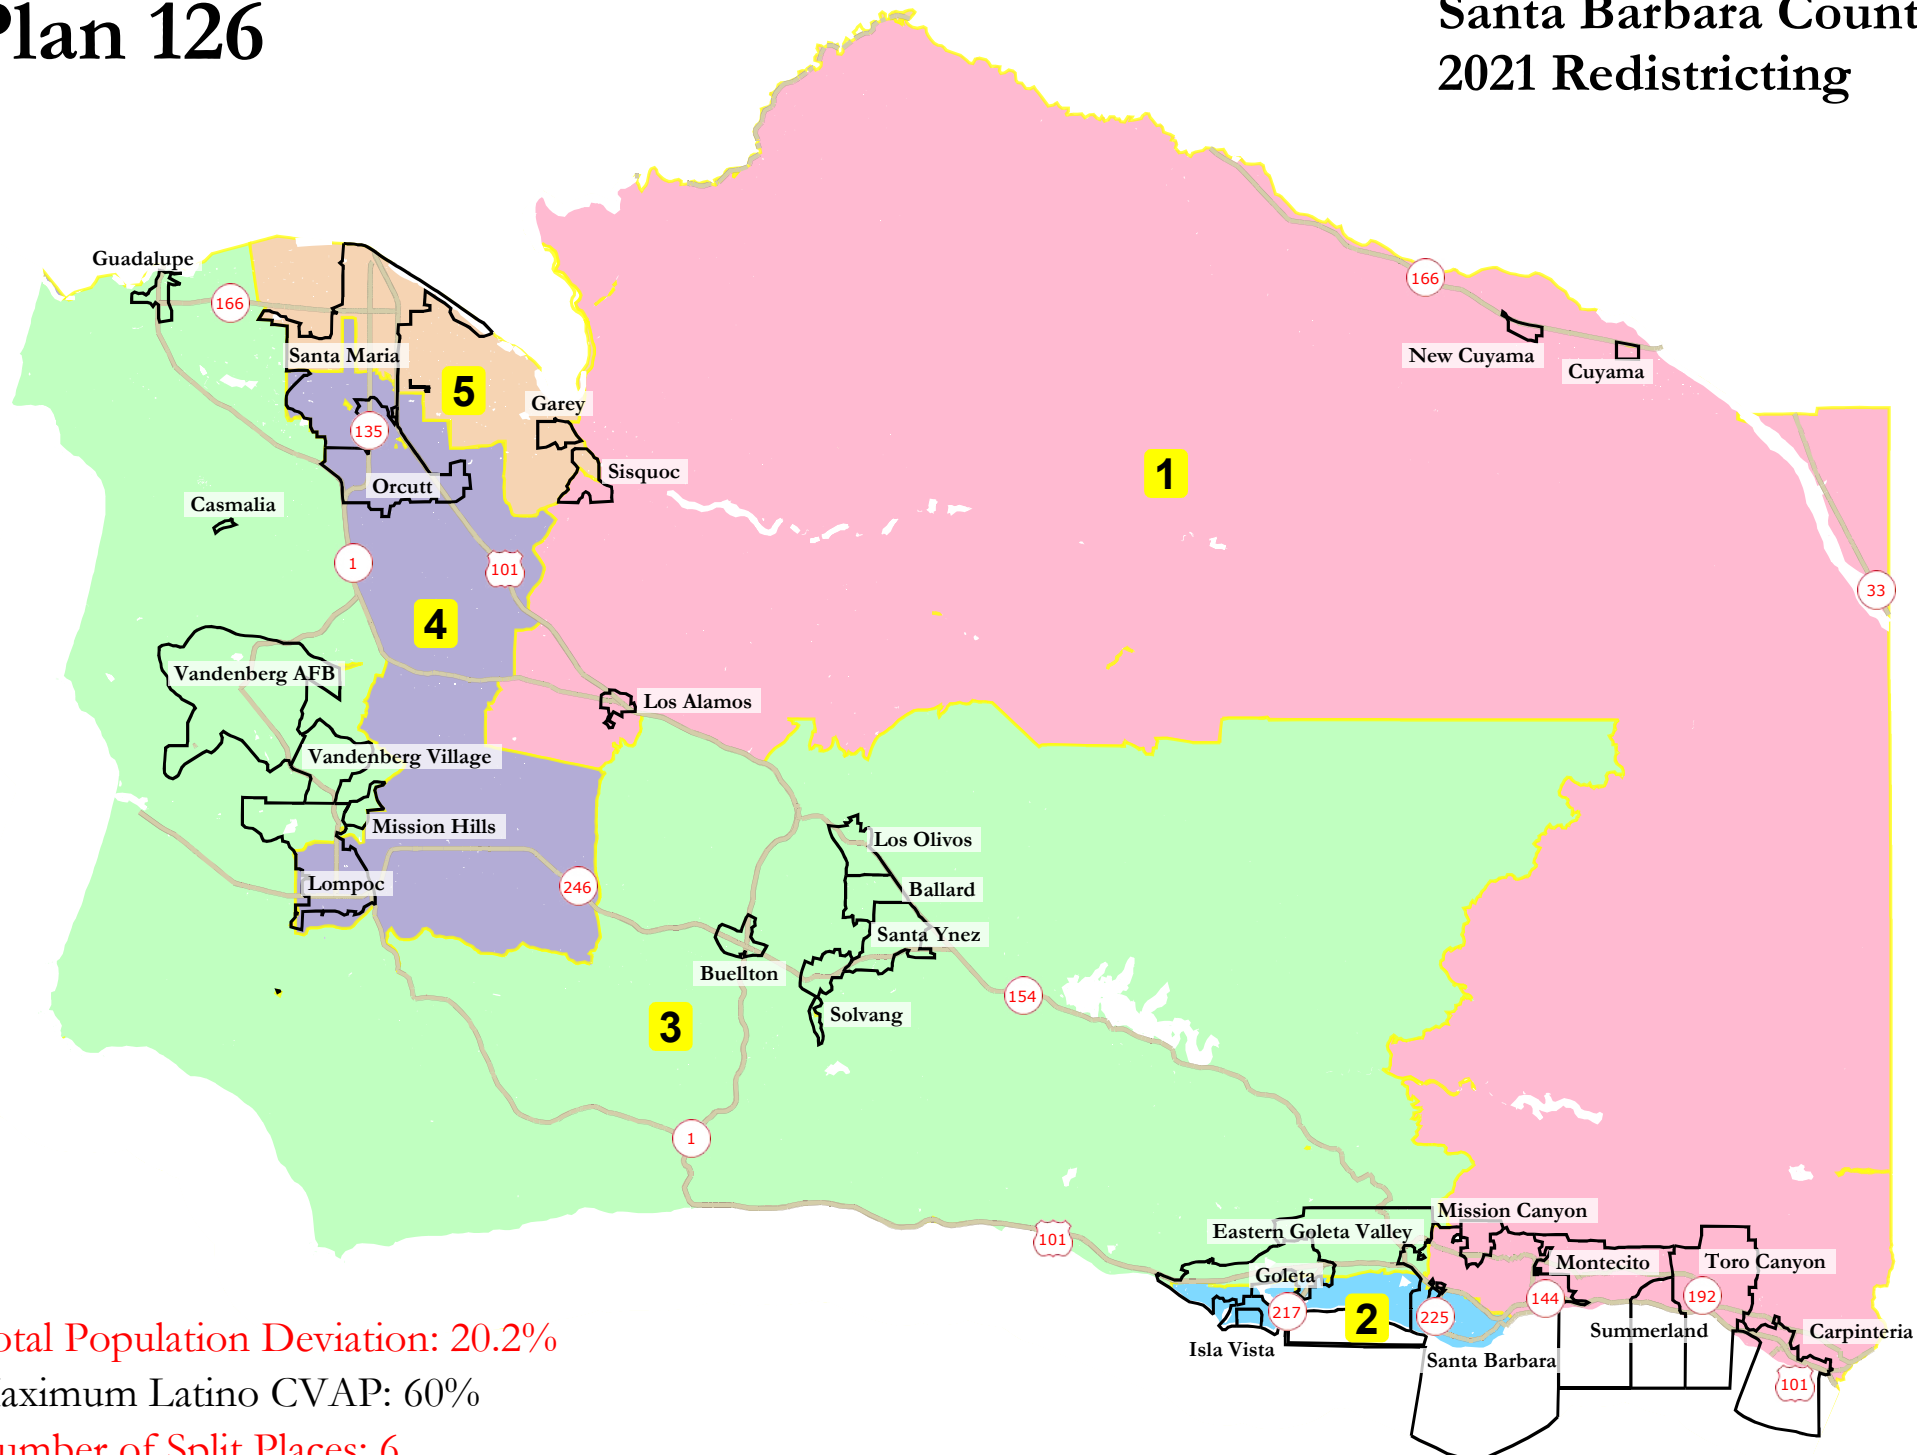 Plan 126
Santa Barbara Count
2021 Redistricting
Guadalupe
166
166
New Cuyama
Cuyama
Santa Maria
5
Garey
135
Sisquoc
Orcutt
1
Casmalia
1
101
33
4
Vandenberg AFB
Los Alamos
Vandenberg Village
Mission Hills
Los Olivos
Lompoc
246
Ballard
Santa Ynez
Buellton
154
Solvang
3
1
Mission Canyon
Eastern Goleta Valley
101
Montecito
Toro Canyon
Goleta
217
2
225
144
192
Summerland
Carpinteria
Isla Vista
Santa Barbara
101
otal Population Deviation: 20.2%
aximum Latino CVAP: 60%
umber of Split Places: 6